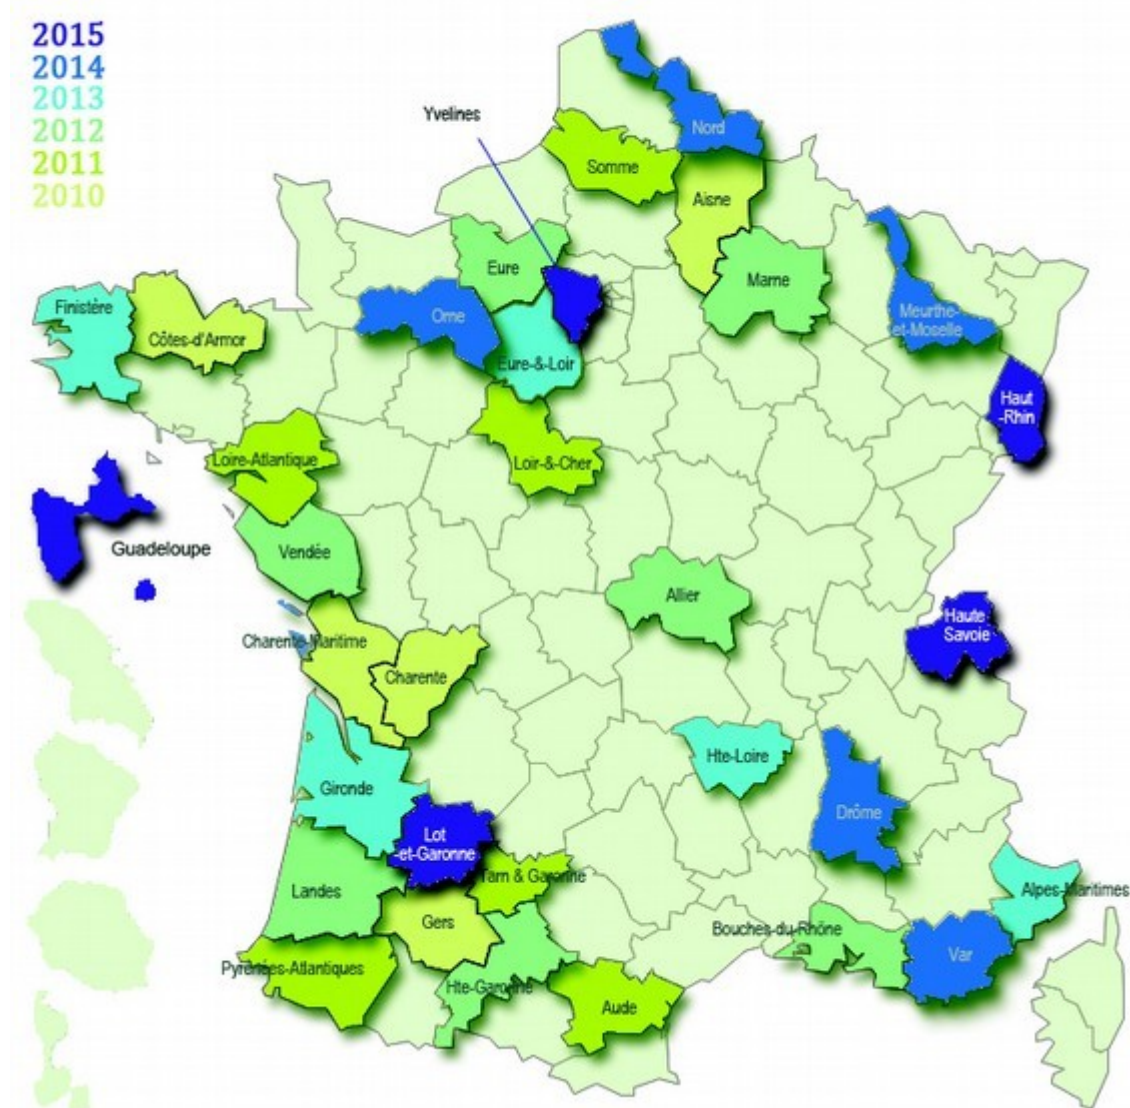 2015
2014
2013
2012
2011
2010
Yvelines
Nord
Somme
Aisne
Eure
Marne
Finistère
Côtes-d'Armor
Orne
Meurthe-
et-Moselle
Eure-&-Loir
Haut
-Rhin
Loire-Atlantique
Loir-&-Cher
Guadeloupe
Vendée
Allier
Haute
Savoie
Charente-Maritime
Charente
Hte-Loire
Gironde
Drôme
Lot
-et-Garonne
Tarn & Garonne
Landes
Alpes-Maritimes
Gers
Bouches-du-Rhône
Var
Pyrénées-Atlantiques
Hte-Garonne
Aude